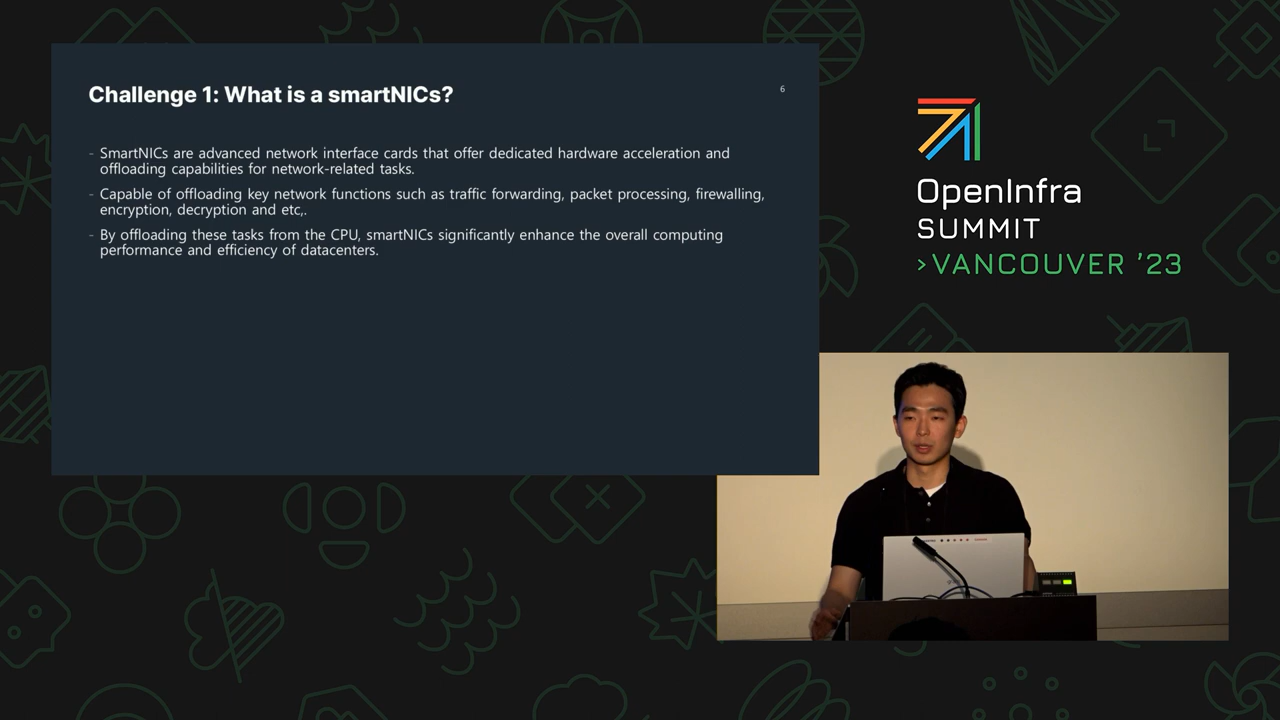 Challenge 1: What is a smartNICs?
6
- SmartNICs are advanced network interface cards that offer dedicated hardware acceleration and
offloading capabilities for network-related tasks.
- Capable of offloading key network functions such as traffic forwarding, packet processing, firewalling,
encryption, decryption and etc,.
- By offloading these tasks from the CPU, smartNICs significantly enhance the overall computing
performance and efficiency of datacenters.
OpenInfra
SUMMIT
>VANCOUVER '23